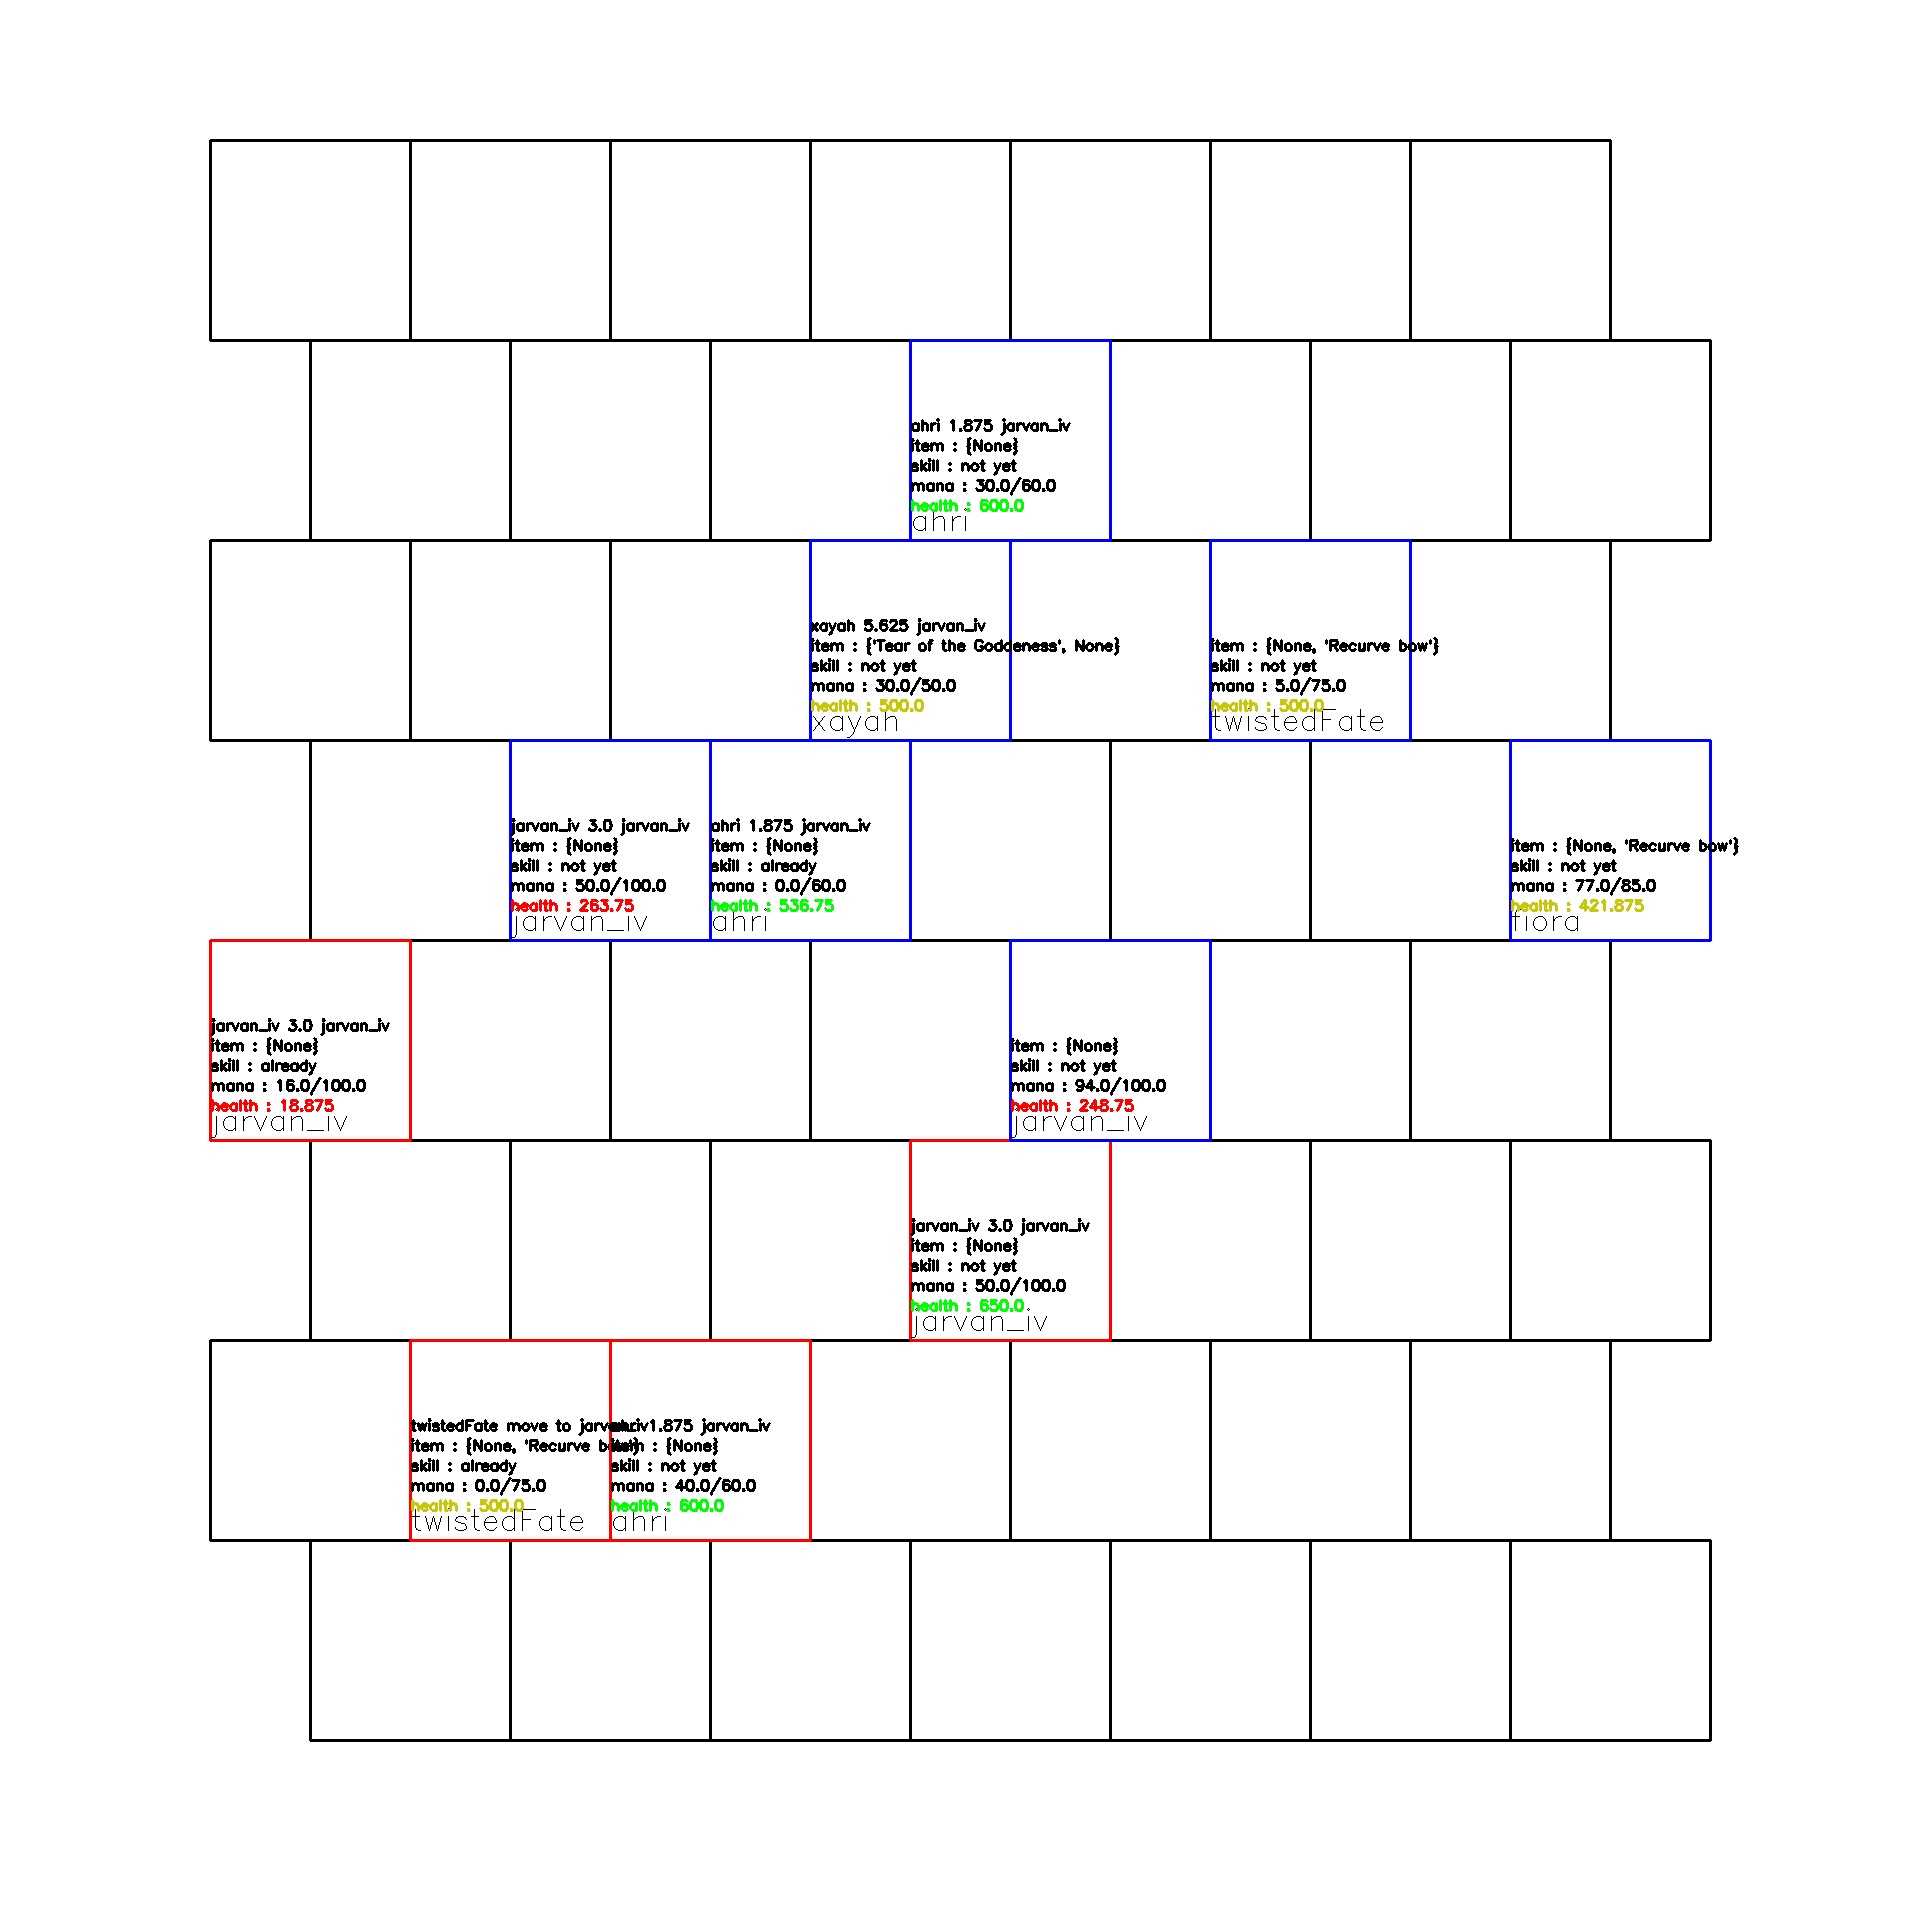 ahri 1.875 jarvan_iv
item : {None}
skill : not yet
mana : 30.0/60.0
health : 600.0
ahri
xayah 5.625 jarvan_iv
item : {'Tear of the Goddeness', None}
skill : not yet
mana : 30.0/50.0
health : 500.0
xayah
item : {None, 'Recurve bow'}
skill : not yet
mana : 5.0/75.0
health : 500.0
twistedFate
jarvan_iv 3.0 jarvan_iv
item : {None}
skill : not yet
mana : 50.0/100.0
health : 263.75
jarvan_iv
ahri 1.875 jarvan_iv
item : {None}
skill : already
mana : 0.0/60.0
health : 536.75
ahri
item : {None, 'Recurve bow'}
skill : not yet
mana : 77.0/85.0
health : 421.875
fiora
jarvan_iv 3.0 jarvan_iv
item : {None}
skill : already
mana : 16.0/100.0
health : 18.875
jarvan_iv
item : {None}
skill : not yet
mana : 94.0/100.0
health : 248.75
jarvan_iv
jarvan_iv 3.0 jarvan_iv
item : {None}
skill : not yet
mana : 50.0/100.0
health : 650.0
jarvan_iv
twistedFate move to jarvan_iv
item : {None, 'Recurve bow'}
skill : already
mana : 0.0/75.0
health : 500.0
twistedFate
ahri 1.875 jarvan_iv
item : {None}
skill : not yet
mana : 40.0/60.0
health : 600.0
ahri